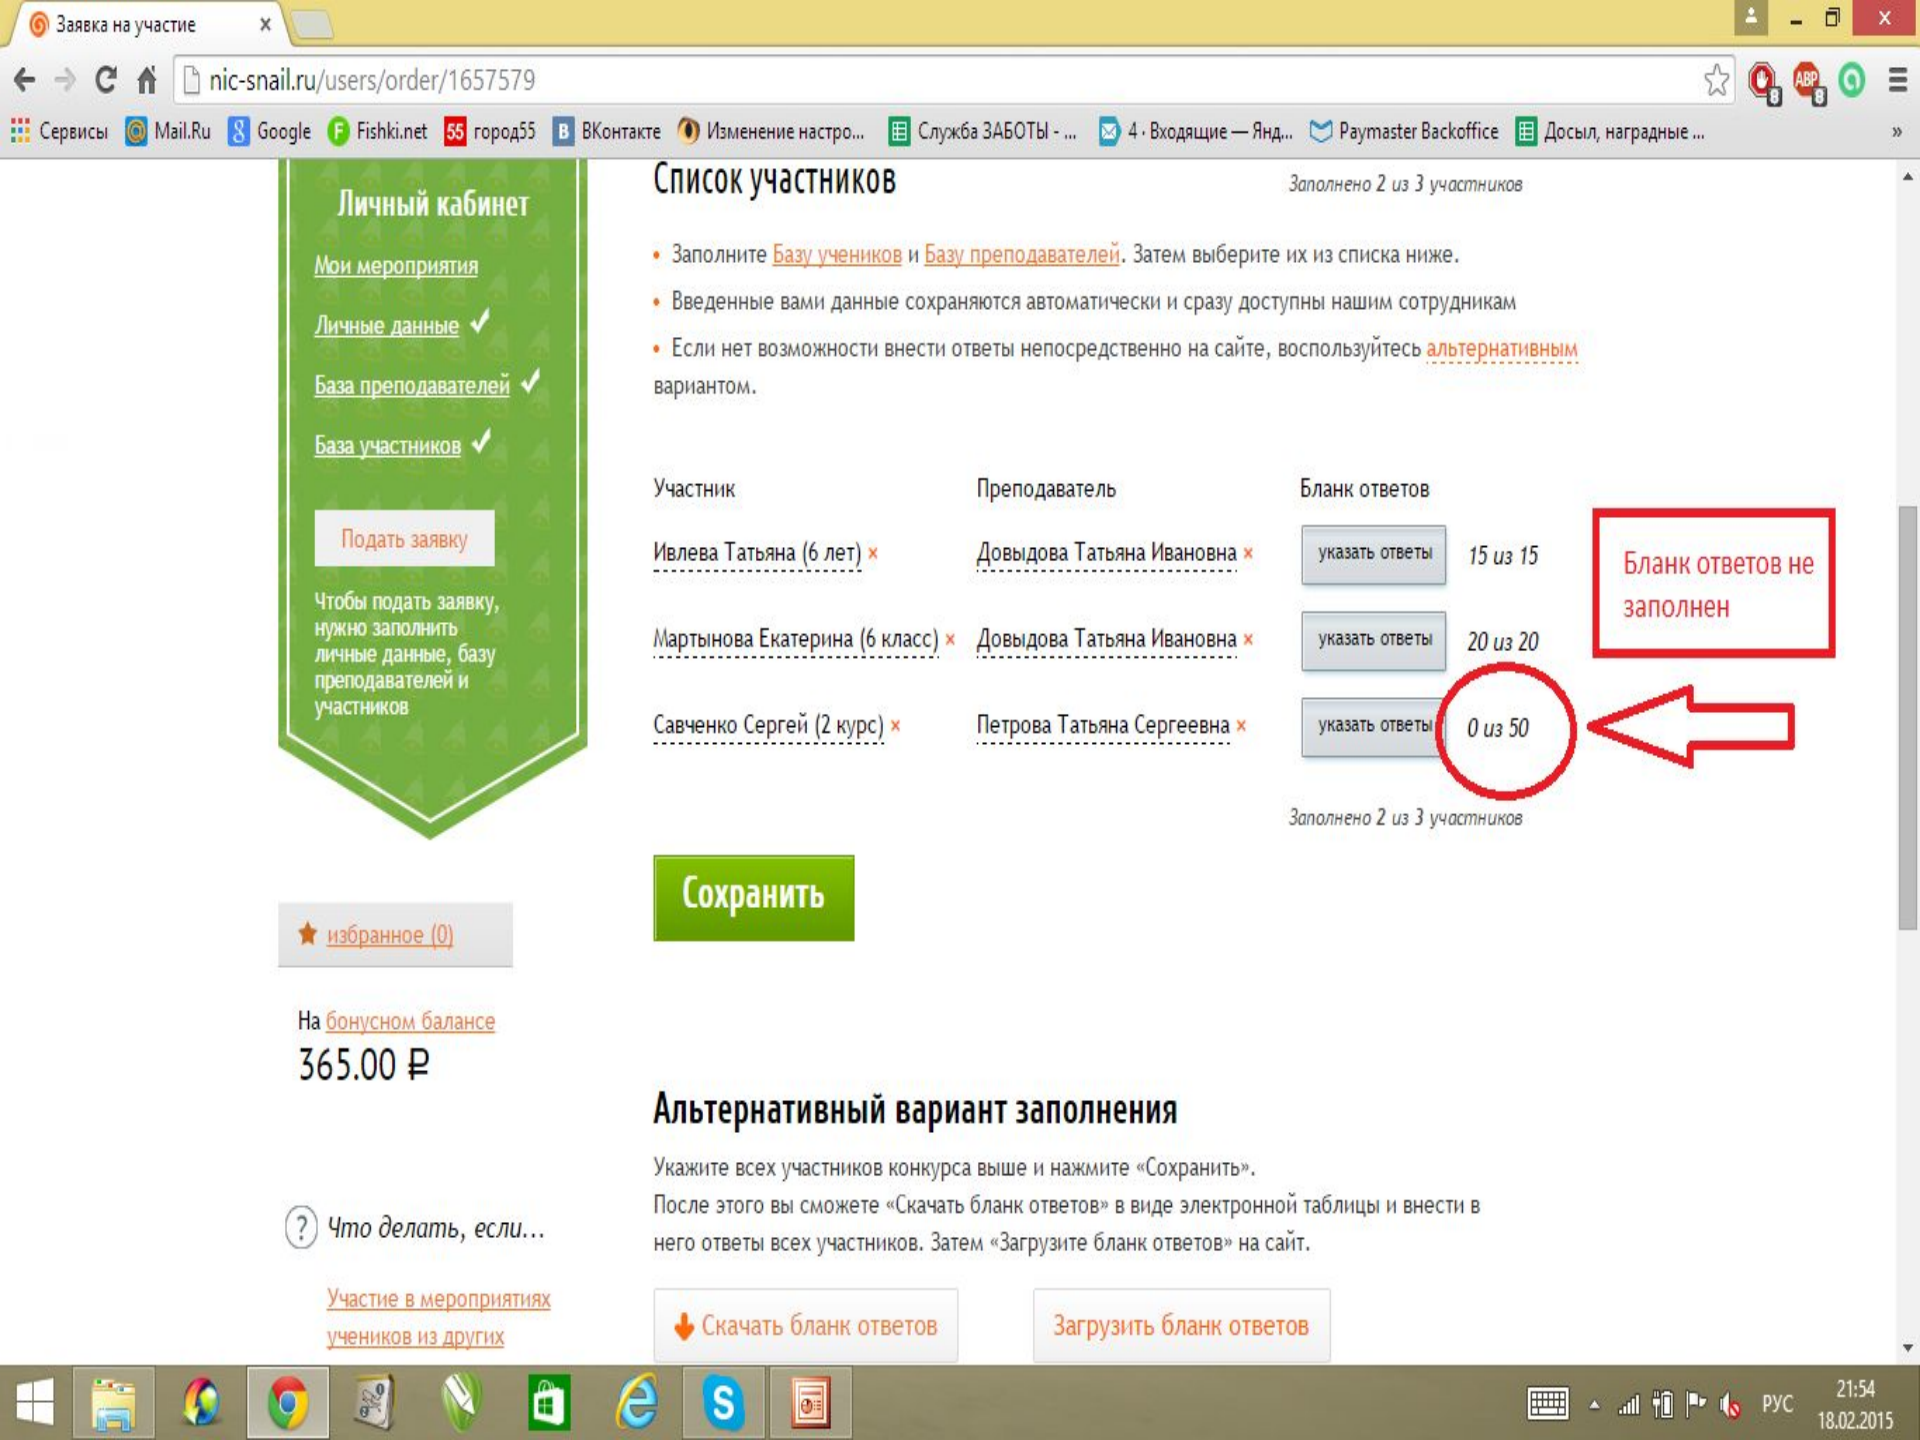 Заявка на участие
nic-snail.ru/users/order/1657579
Сервисы Mail.Ru Google Fishki.net город55 ВКонтакте Изменение настро... Служба ЗАБОТЫ - ... 4 · Входящие — Янд... Paymaster Backoffice Досыл, наградные ... »
Личный кабинет
Мои мероприятия
Личные данные
База преподавателей
База участников
Подать заявку
Чтобы подать заявку,
нужно заполнить
личные данные, базу
преподавателей и
участников
избранное (0)
На бонусном балансе
365.00 ₽
Что делать, если...
Участие в мероприятиях
учеников из других
Список участников
Заполнено 2 из 3 участников
• Заполните Базу учеников и Базу преподавателей. Затем выберите их из списка ниже.
• Введенные вами данные сохраняются автоматически и сразу доступны нашим сотрудникам
• Если нет возможности внести ответы непосредственно на сайте, воспользуйтесь альтернативным
вариантом.
Участник Преподаватель Бланк ответов
Ивлева Татьяна (6 лет) × Довыдова Татьяна Ивановна × указать ответы 15 из 15
Мартынова Екатерина (6 класс) × Довыдова Татьяна Ивановна × указать ответы 20 из 20
Савченко Сергей (2 курс) × Петрова Татьяна Сергеевна × указать ответы 0 из 50
Бланк ответов не
заполнен
Заполнено 2 из 3 участников
Сохранить
Альтернативный вариант заполнения
Укажите всех участников конкурса выше и нажмите «Сохранить».
После этого вы сможете «Скачать бланк ответов» в виде электронной таблицы и внести в
него ответы всех участников. Затем «Загрузите бланк ответов» на сайт.
Скачать бланк ответов Загрузить бланк ответов
РУС
21:54
18.02.2015